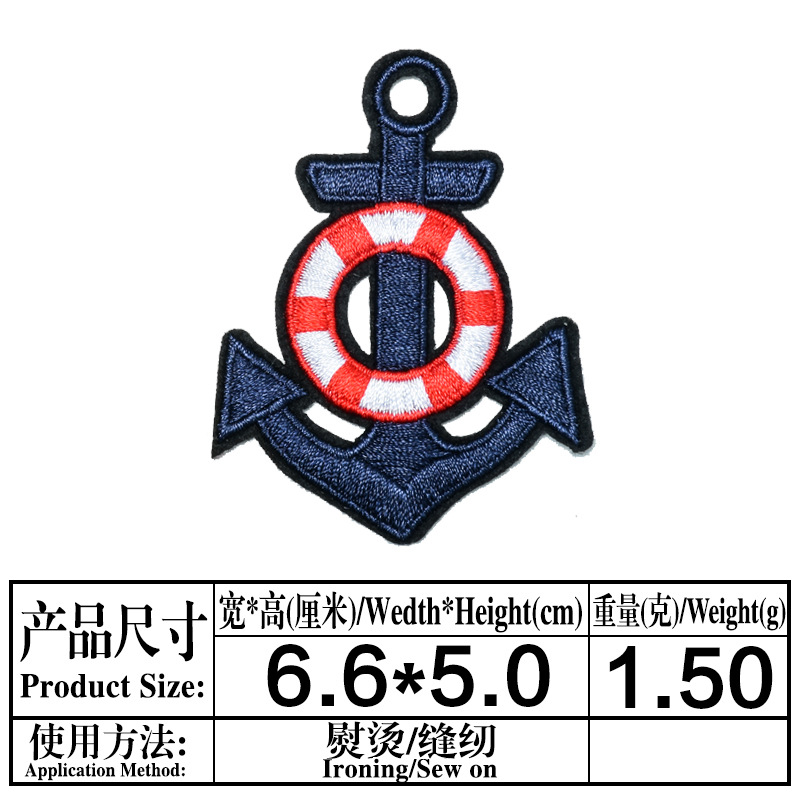 产品尺寸
Product Size:
宽*高(厘米)/Wedth*Height(cm)
重量(克)/Weight(g)
6.6*5.0
1.50
使用方法:
Application Method:
熨烫/缝纫
Ironing/Sew on